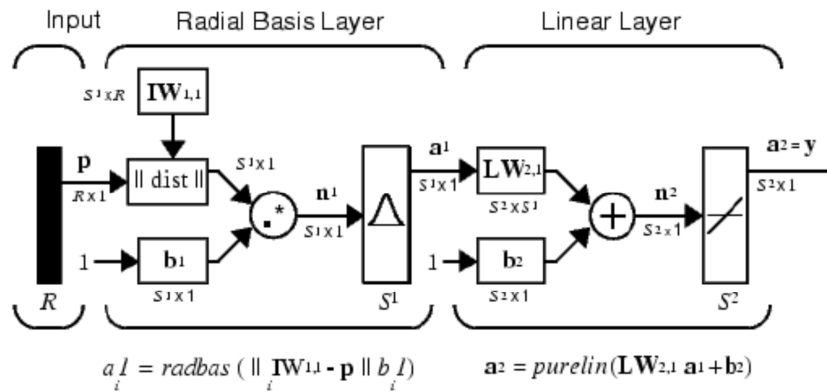 Input Radial Basis Layer Linear Layer
S¹xR IW1,1
p || dist || S¹x1 n¹ a¹ LW2,1 n² a2 = y
Rx1 .* S¹x1 S¹x1 S²xS¹ + S²x1 S²x1
1 b1 1 b2
R S¹x1 S¹ S²x1 S²
ai1 = radbas ( || iIW1,1 - p || bi1) a2 = purelin(LW2,1 a1+b2)